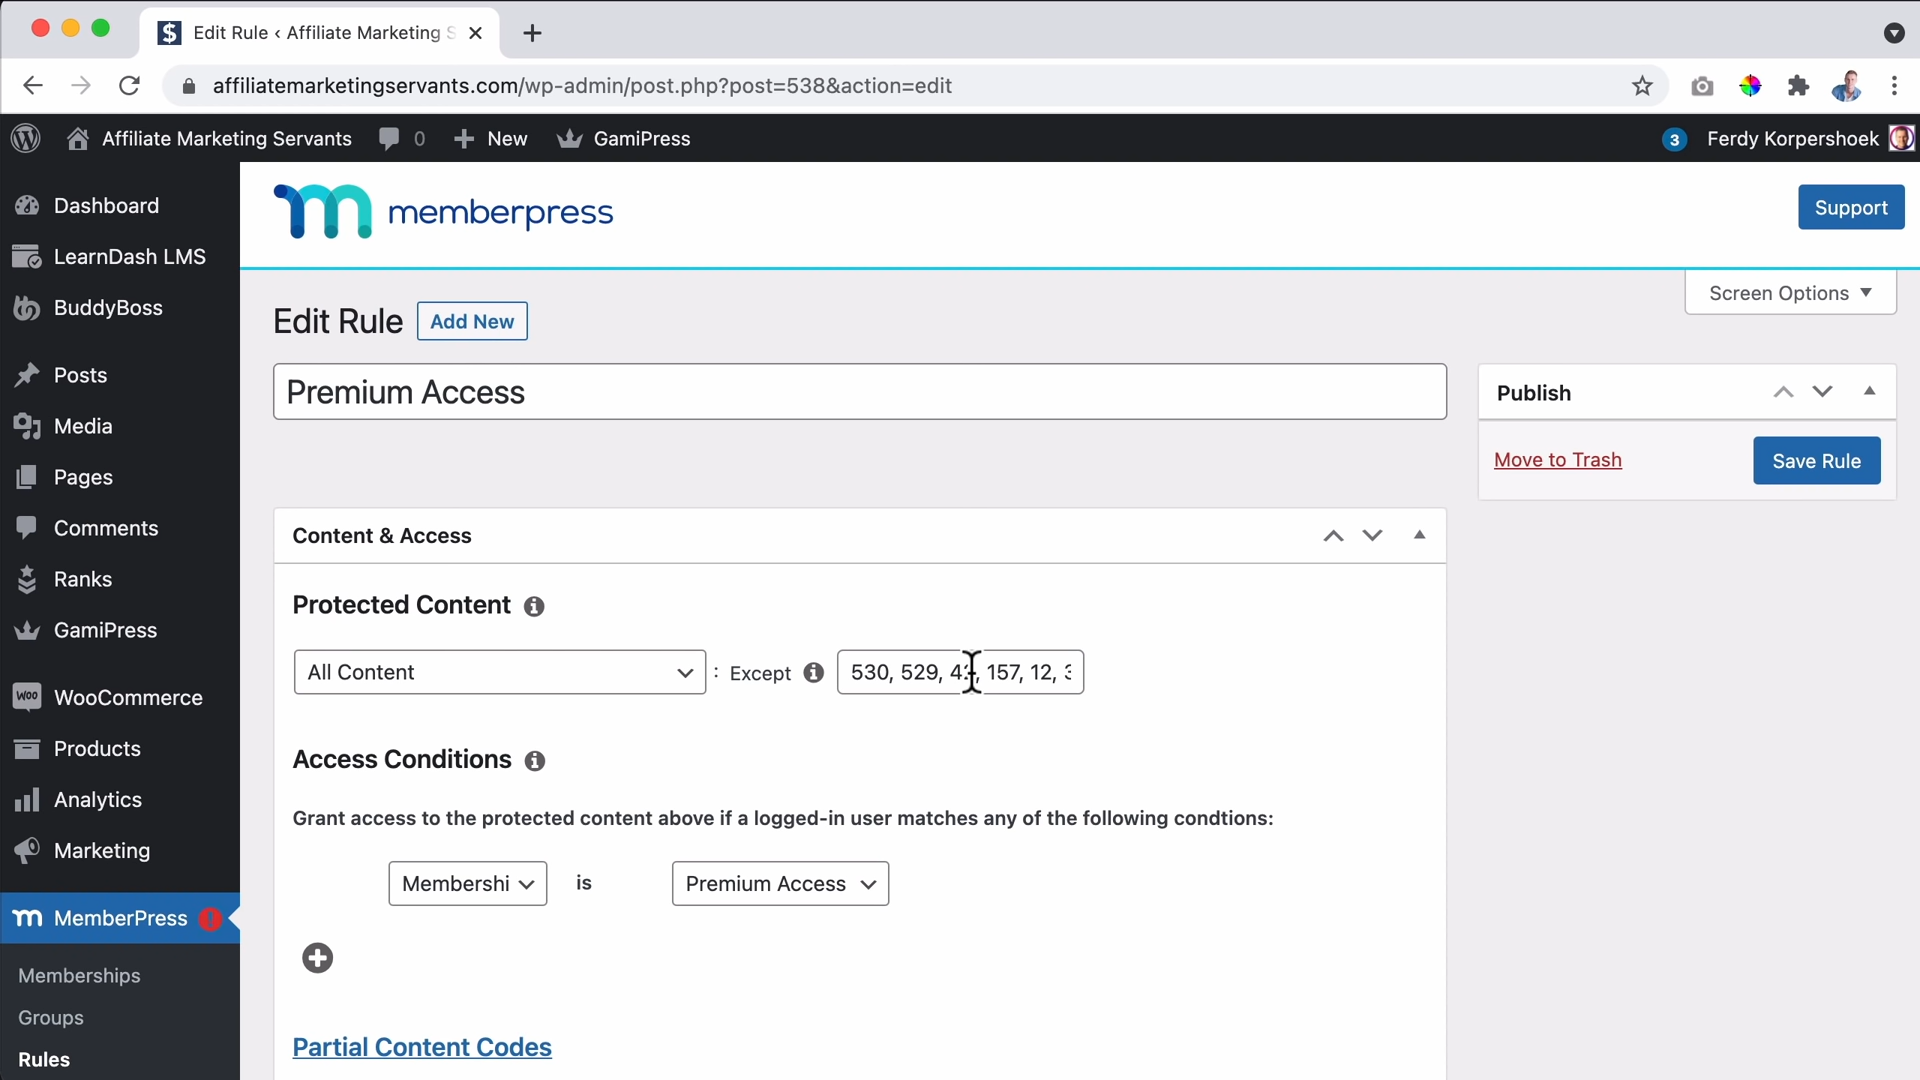 Edit Rule ‹ Affiliate Marketing
affiliatemarketingservants.com/wp-admin/post.php?post=538&action=edit
Affiliate Marketing Servants
0
New
GamiPress
3
Ferdy Korpershoek
Dashboard
LearnDash LMS
BuddyBoss
Posts
Media
Pages
Comments
Ranks
GamiPress
WooCommerce
Products
Analytics
Marketing
MemberPress
Memberships
Groups
Rules
memberpress
Support
Screen Options
Edit Rule
Add New
Premium Access
Publish
Move to Trash
Save Rule
Content & Access
Protected Content
All Content
: Except
530, 529, 157, 12,
Access Conditions
Grant access to the protected content above if a logged-in user matches any of the following condtions:
Membershi
is
Premium Access
Partial Content Codes